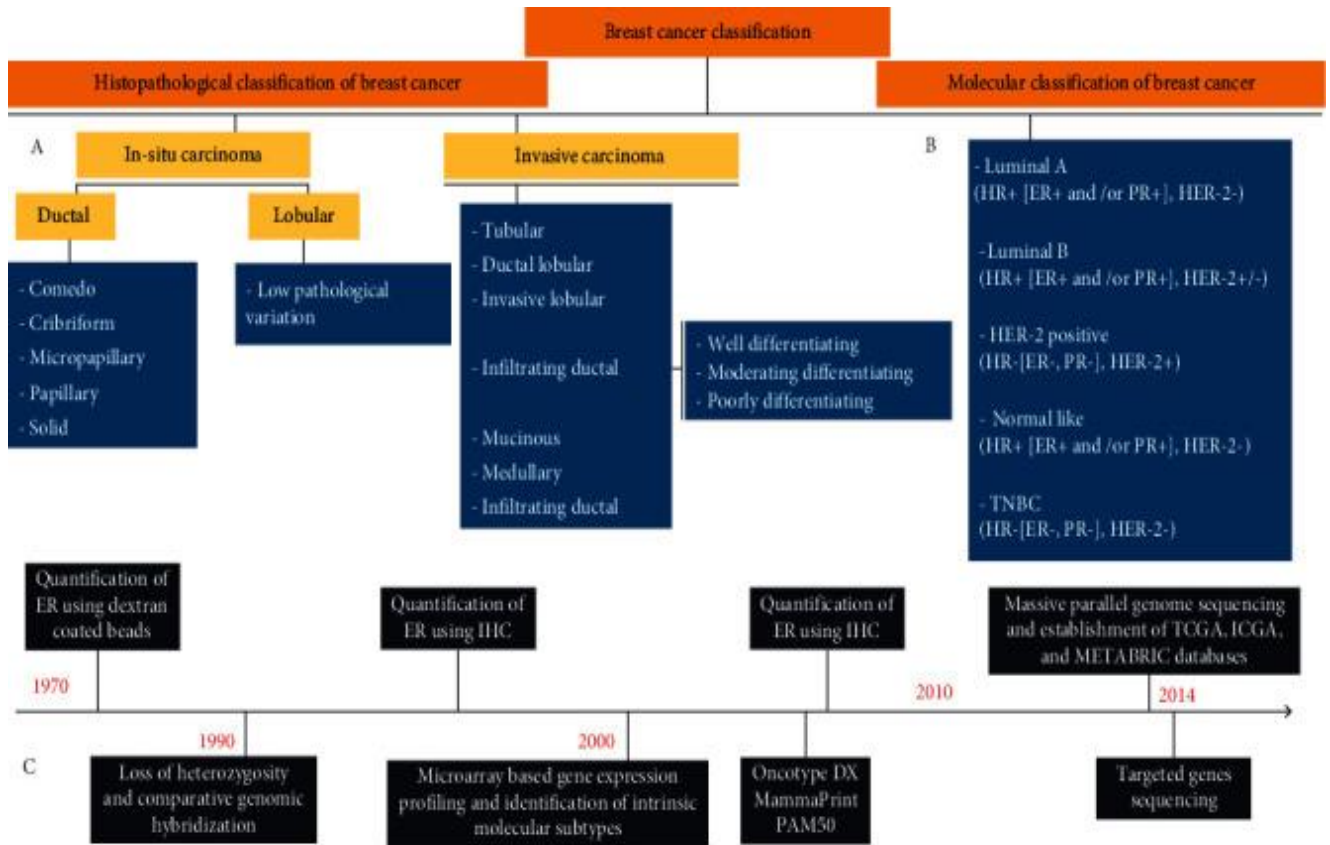 Breast cancer classification
Histopathological classification of breast cancer
Molecular classification of breast cancer
A
In-situ carcinoma
Invasive carcinoma
B
Ductal
Lobular
- Comedo
- Cribriform
- Micropapillary
- Papillary
- Solid
- Low pathological
variation
- Tubular
- Ductal lobular
- Invasive lobular
- Infiltrating ductal
- Mucinous
- Medullary
- Infiltrating ductal
- Well differentiating
- Moderating differentiating
- Poorly differentiating
- Luminal A
(HR+ [ER+ and /or PR+], HER-2-)
-Luminal B
(HR+ [ER+ and /or PR+], HER-2+/-)
- HER-2 positive
(HR-[ER-, PR-], HER-2+)
- Normal like
(HR+ [ER+ and /or PR+], HER-2-)
- TNBC
(HR-[ER-, PR-], HER-2-)
Quantification of
ER using dextran
coated beads
Quantification of
ER using IHC
Quantification of
ER using IHC
Massive parallel genome sequencing
and establishment of TCGA, ICGA,
and METABRIC databases
1970
2010
2014
1990
2000
C
Loss of heterozygosity
and comparative genomic
hybridization
Microarray based gene expression
profiling and identification of intrinsic
molecular subtypes
Oncotype DX
MammaPrint
PAM50
Targeted genes
sequencing